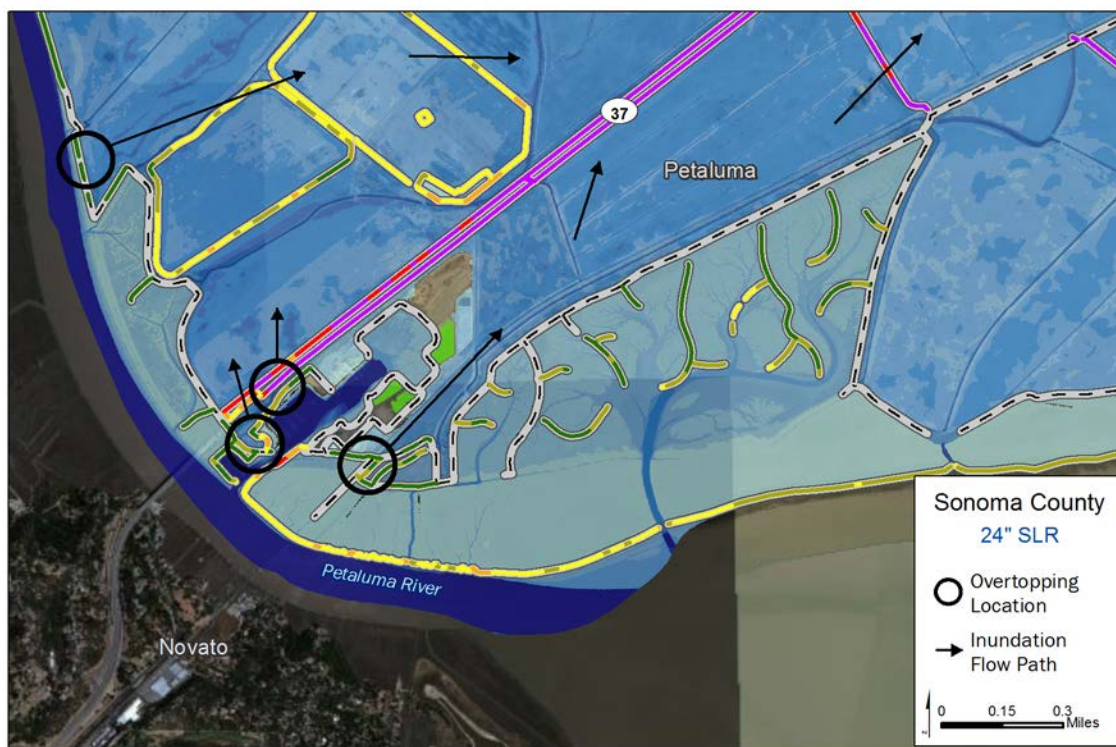 37
Petaluma
Petaluma River
Novato
Sonoma County
24" SLR
Overtopping
Location
Inundation
Flow Path
N
0 0.15 0.3
Miles